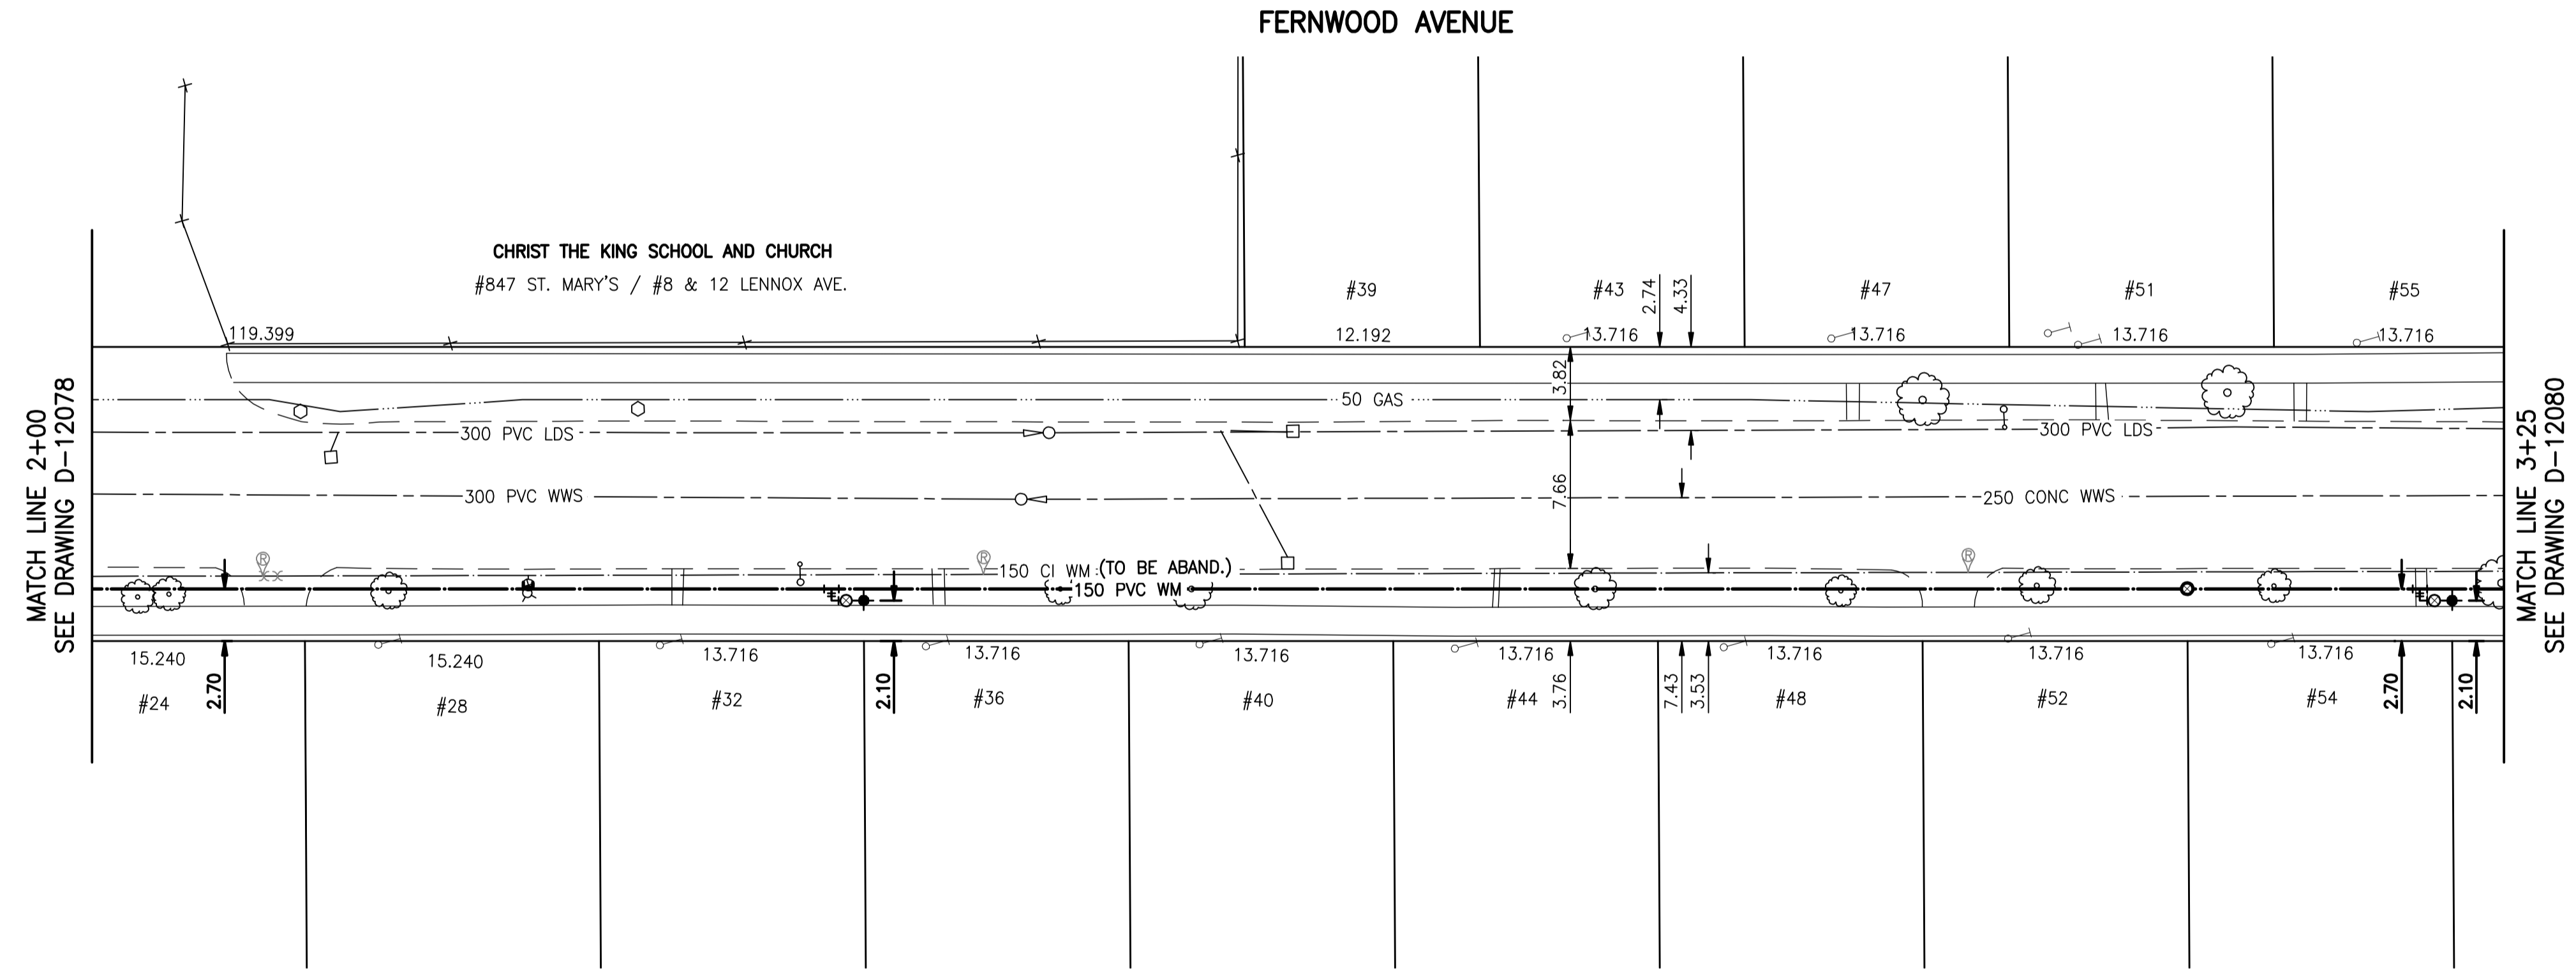 FERNWOOD AVENUE
CHRIST THE KING SCHOOL AND CHURCH
#847 ST. MARY'S / #8 & 12 LENNOX AVE.
#39
#43
2.74
4.33
#47
#51
#55
119.399
12.192
13.716
13.716
13.716
13.716
3.82
50 GAS
300 PVC LDS
300 PVC LDS
MATCH LINE 2+00
SEE DRAWING D-12078
300 PVC WWS
7.66
250 CONC WWS
MATCH LINE 3+25
SEE DRAWING D-12080
R
R
R
150 CI WM (TO BE ABAND.)
150 PVC WM
15.240
15.240
13.716
13.716
13.716
13.716
13.716
13.716
13.716
#24
2.70
#28
#32
2.10
#36
#40
#44
3.76
7.43
3.53
#48
#52
#54
2.70
2.10